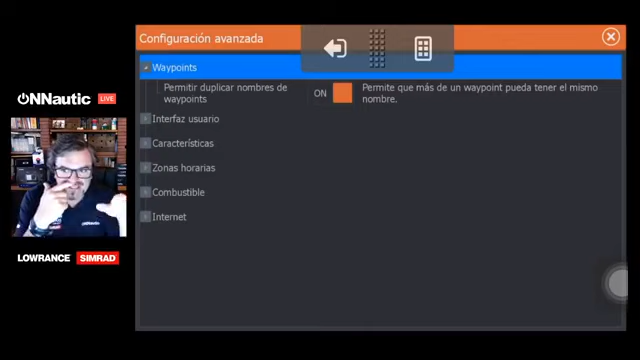 Configuración avanzada
Waypoints
Permitir duplicar nombres de
waypoints
ON
Permite que más de un waypoint pueda tener el mismo
nombre.
Interfaz usuario
Características
Zonas horarias
Combustible
Internet
ONNautic LIVE
LOWRANCE SIMRAD